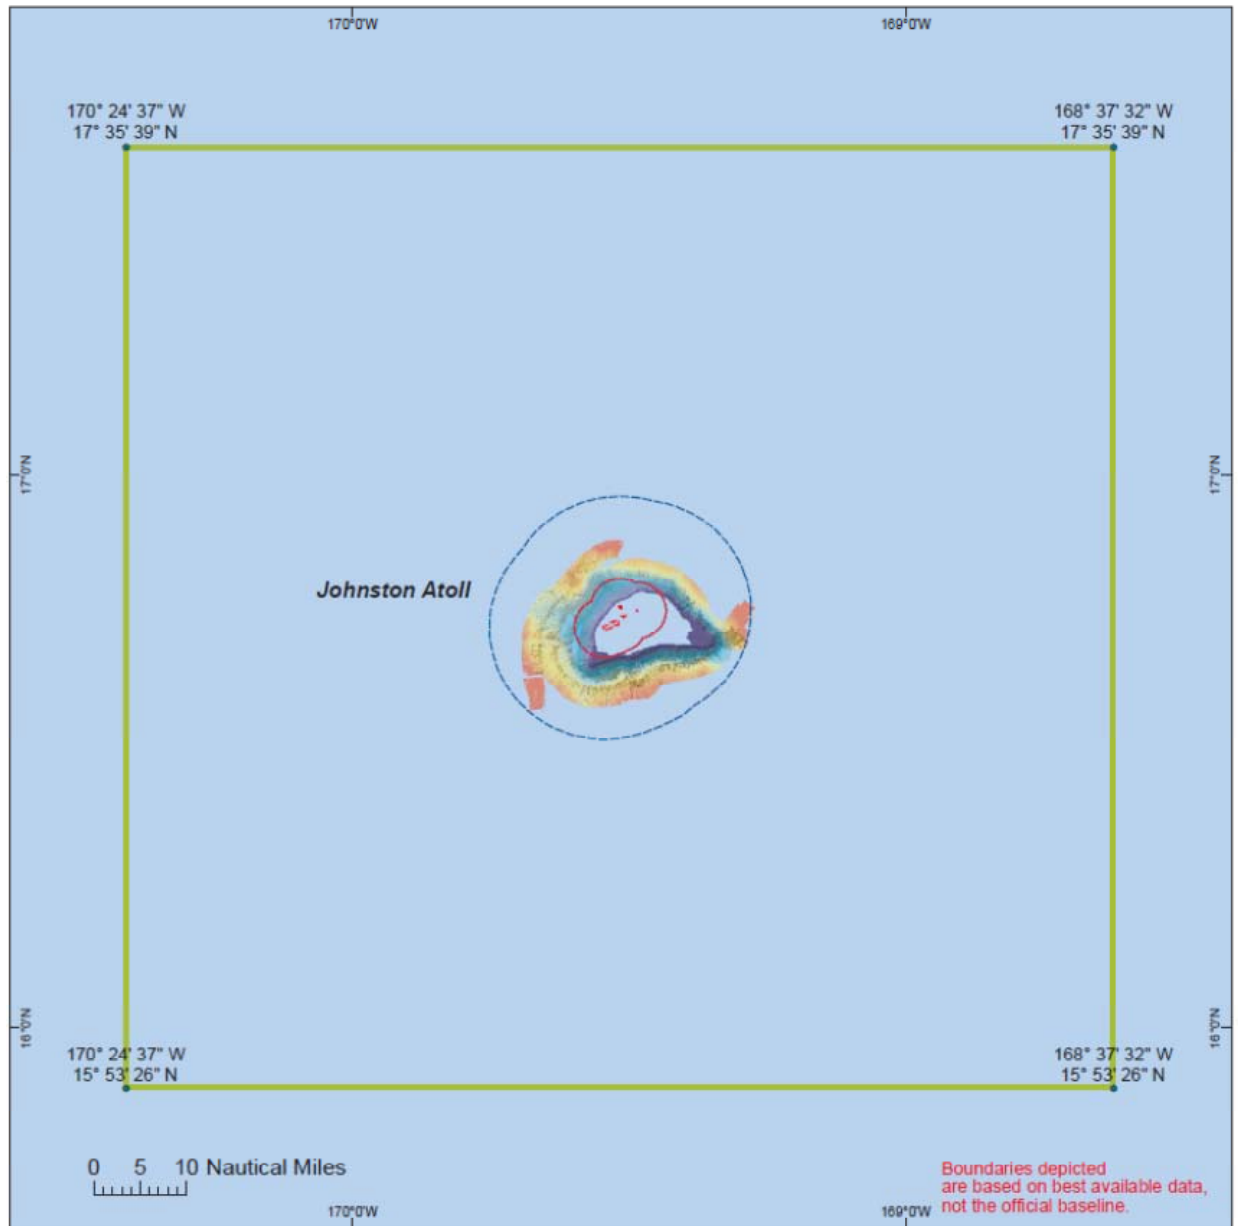 170°0'W
169°0'W
170° 24' 37" W
17° 35' 39" N
168° 37' 32" W
17° 35' 39" N
17°0'N
17°0'N
Johnston Atoll
16°0'N
16°0'N
170° 24' 37" W
15° 53' 26" N
168° 37' 32" W
15° 53' 26" N
0 5 10 Nautical Miles
Boundaries depicted
are based on best available data,
not the official baseline.
170°0'W
169°0'W